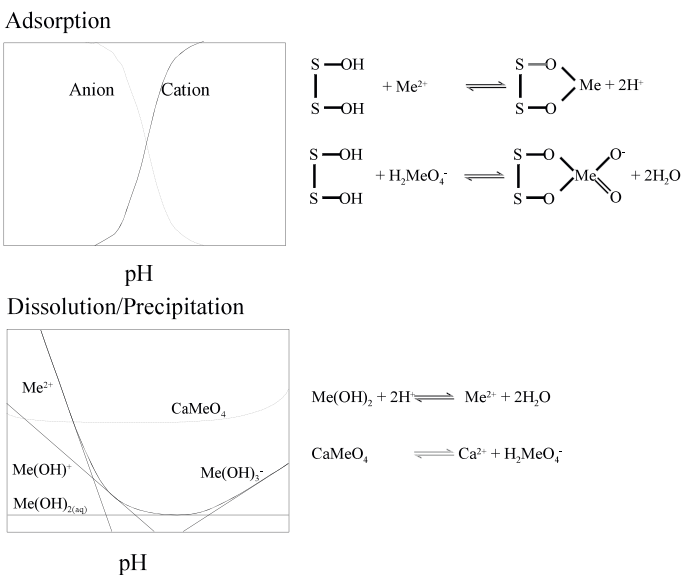 Adsorption
Anion Cation
pH
S OH
S OH
+ Me²⁺
S O
S O
Me + 2H⁺
S OH
S OH
+ H₂MeO₄⁻
S O
S O
Me
O⁻
O
+ 2H₂O
Dissolution/Precipitation
Me²⁺
CaMeO₄
Me(OH)⁺
Me(OH)₃⁻
Me(OH)₂₍aq₎
pH
Me(OH)₂ + 2H⁺ Me²⁺ + 2H₂O
CaMeO₄ Ca²⁺ + H₂MeO₄⁻